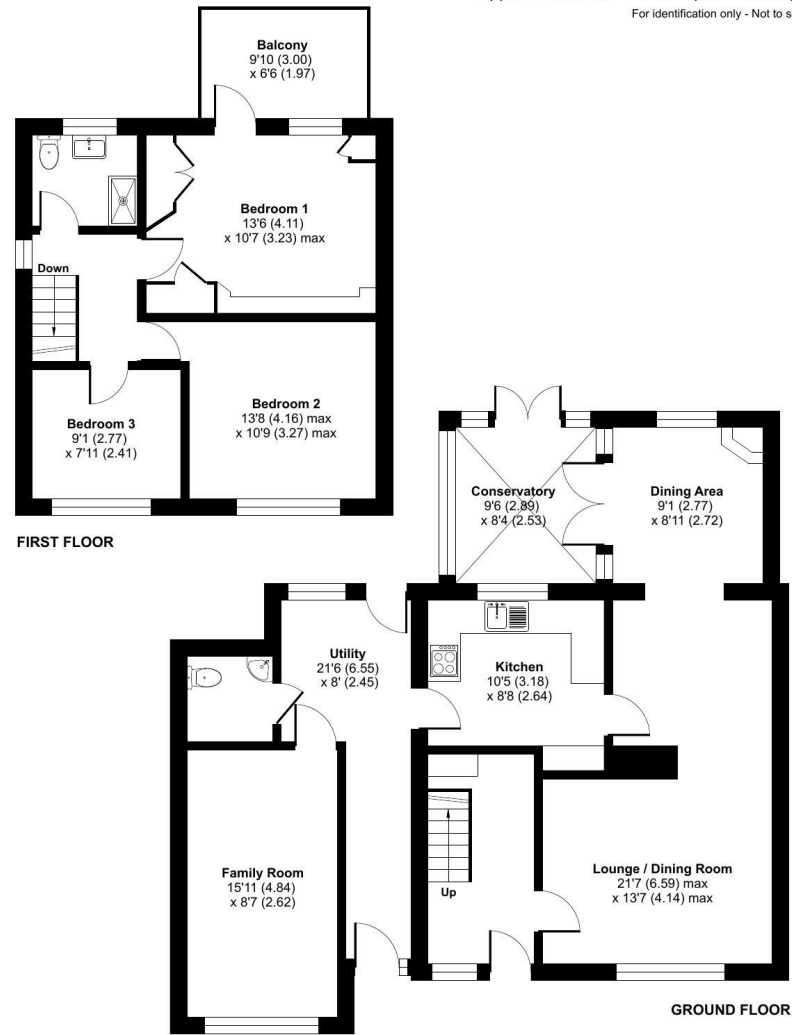 For identification only - Not to s
Balcony
9'10 (3.00)
x 6'6 (1.97)
Bedroom 1
13'6 (4.11)
x 10'7 (3.23) max
Down
Bedroom 2
13'8 (4.16) max
x 10'9 (3.27) max
Bedroom 3
9'1 (2.77)
x 7'11 (2.41)
FIRST FLOOR
Conservatory
9'6 (2.89)
x 8'4 (2.53)
Dining Area
9'1 (2.77)
x 8'11 (2.72)
Utility
21'6 (6.55)
x 8' (2.45)
Kitchen
10'5 (3.18)
x 8'8 (2.64)
Family Room
15'11 (4.84)
x 8'7 (2.62)
Up
Lounge / Dining Room
21'7 (6.59) max
x 13'7 (4.14) max
GROUND FLOOR